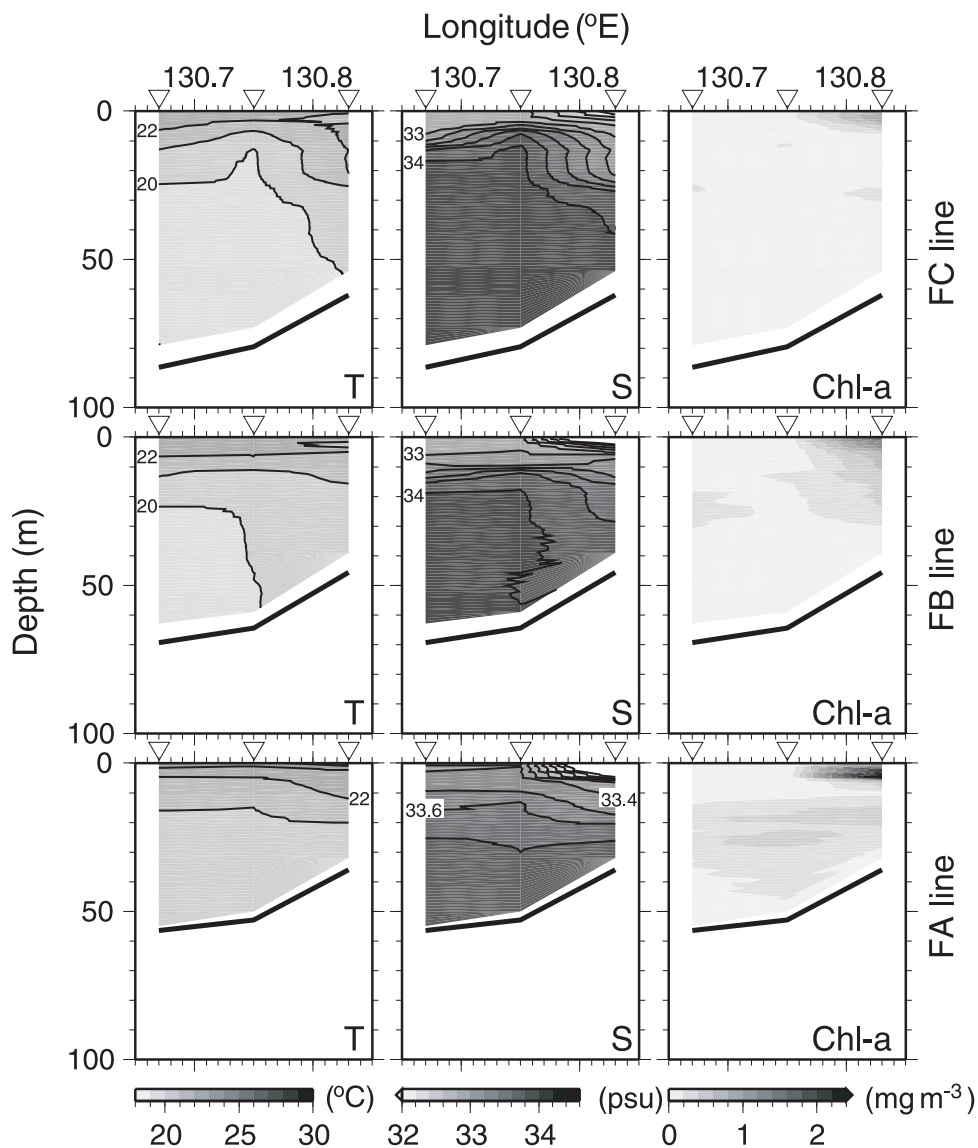 Longitude (ºE)
130.7 130.8 130.7 130.8 130.7 130.8
0
50
100
22
20
T
33
34
S
Chl-a
FC line
0
50
100
22
20
T
33
34
S
Chl-a
FB line
Depth (m)
0
50
100
22
T
33.6
33.4
S
Chl-a
FA line
20 25 30
(ºC)
32 33 34
(psu)
0 1 2
(mg m⁻³)